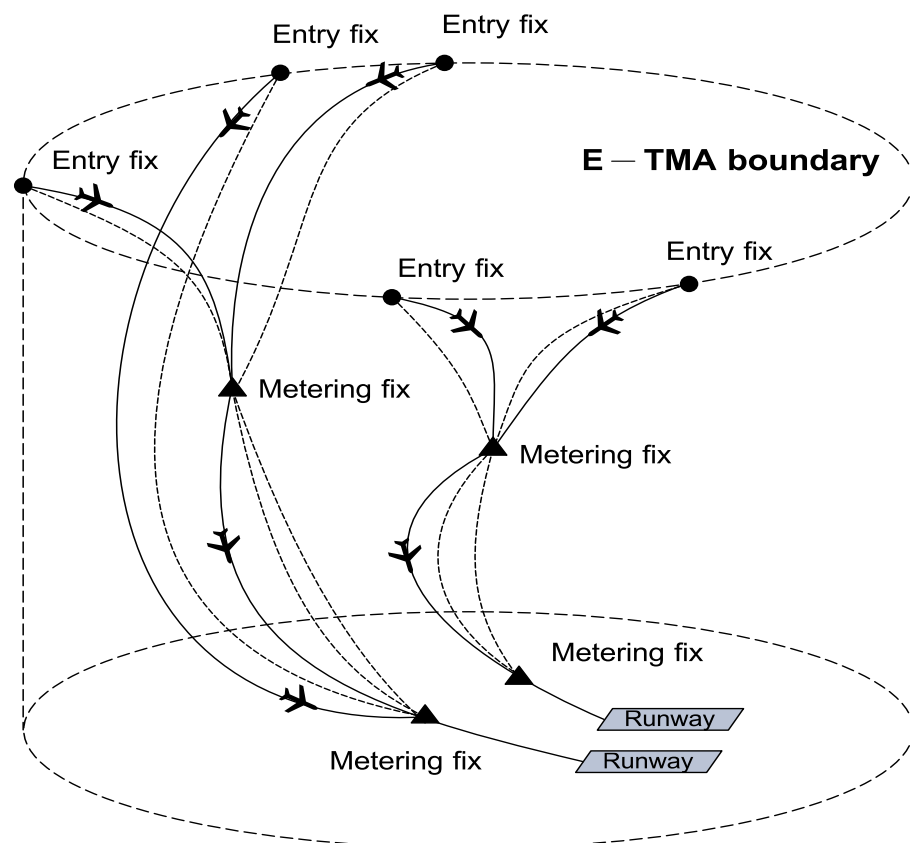 Entry fix
Entry fix
Entry fix
E – TMA boundary
Entry fix
Entry fix
Metering fix
Metering fix
Metering fix
Runway
Metering fix
Runway